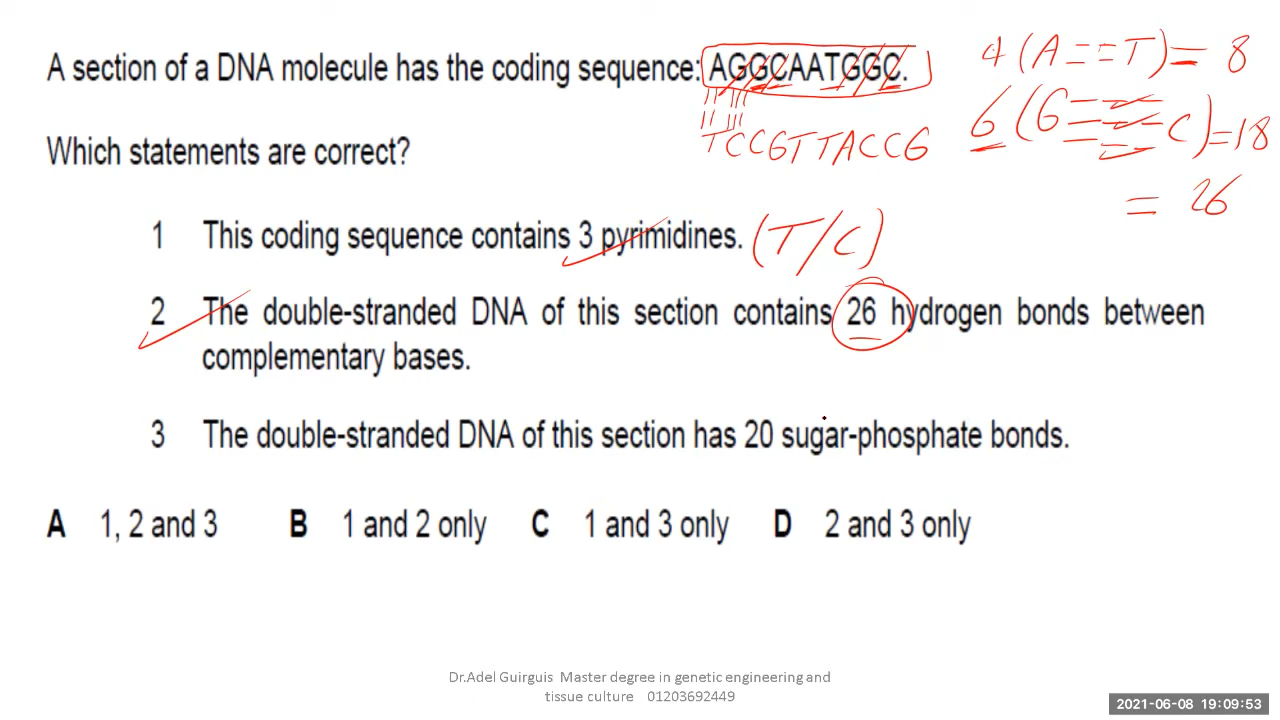 A section of a DNA molecule has the coding sequence: AGGCAATGGC.
4 (A = = T) = 8
TCCGTTACCG
6 (G ≡ C) = 18
= 26
Which statements are correct?
1 This coding sequence contains 3 pyrimidines. (T/C)
2 The double-stranded DNA of this section contains 26 hydrogen bonds between
complementary bases.
3 The double-stranded DNA of this section has 20 sugar-phosphate bonds.
A 1, 2 and 3 B 1 and 2 only C 1 and 3 only D 2 and 3 only
Dr.Adel Guirguis Master degree in genetic engineering and
tissue culture 01203692449
2021-06-08 19:09:53